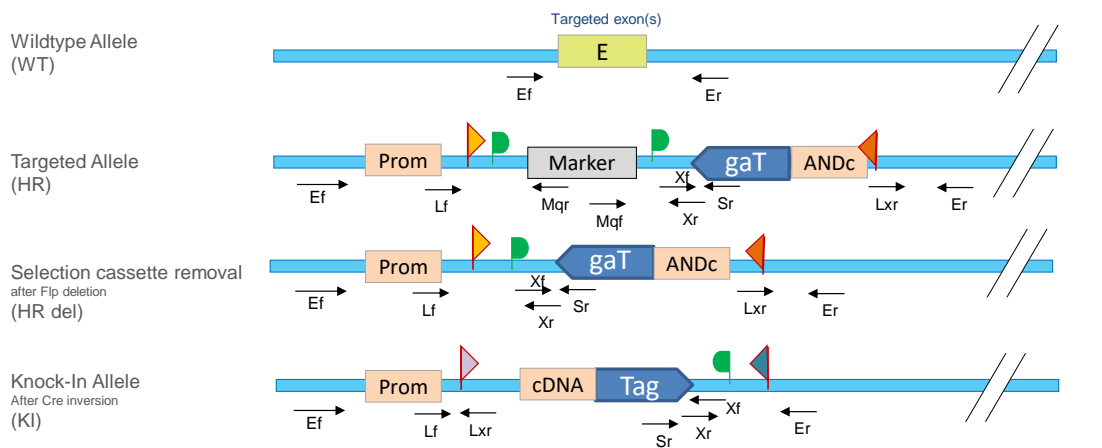 Targeted exon(s)
Wildtype Allele
(WT)
E
Ef
Er
Targeted Allele
(HR)
Prom
Marker
gaT
ANDc
Ef
Lf
Mqr
Mqf
Xf
Xr
Sr
Lxr
Er
Selection cassette removal
after Flp deletion
(HR del)
Prom
gaT
ANDc
Ef
Lf
Xf
Xr
Sr
Lxr
Er
Knock-In Allele
After Cre inversion
(KI)
Prom
cDNA
Tag
Ef
Lf
Lxr
Sr
Xr
Xf
Er